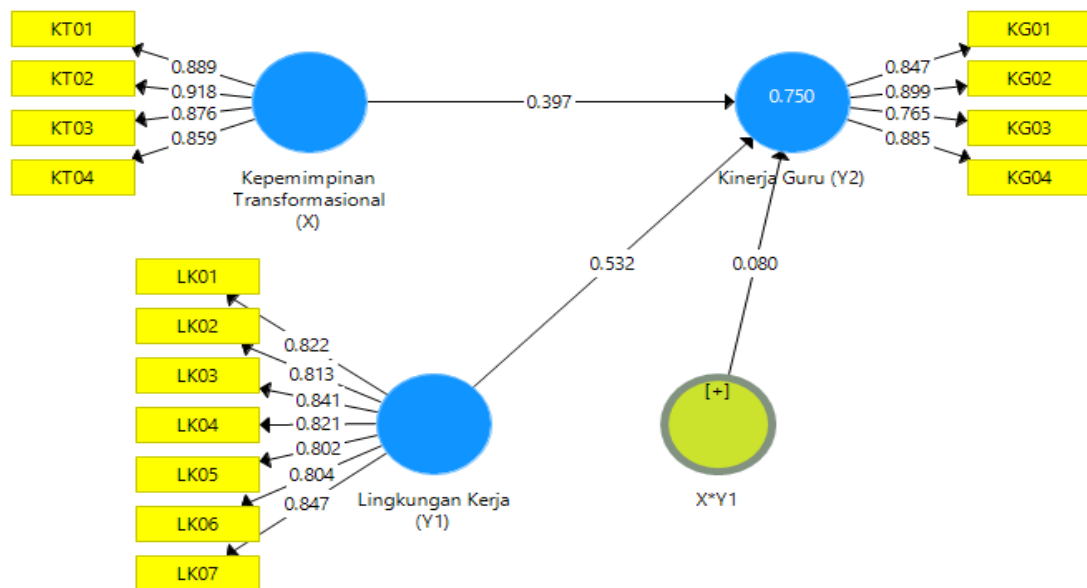 KT01
KT02
KT03
KT04
0.889
0.918
0.876
0.859
Kepemimpinan
Transformasional
(X)
0.397
0.750
Kinerja Guru (Y2)
0.847
0.899
0.765
0.885
KG01
KG02
KG03
KG04
LK01
LK02
LK03
LK04
LK05
LK06
LK07
0.822
0.813
0.841
0.821
0.802
0.804
0.847
Lingkungan Kerja
(Y1)
0.532
0.080
[+]
X*Y1